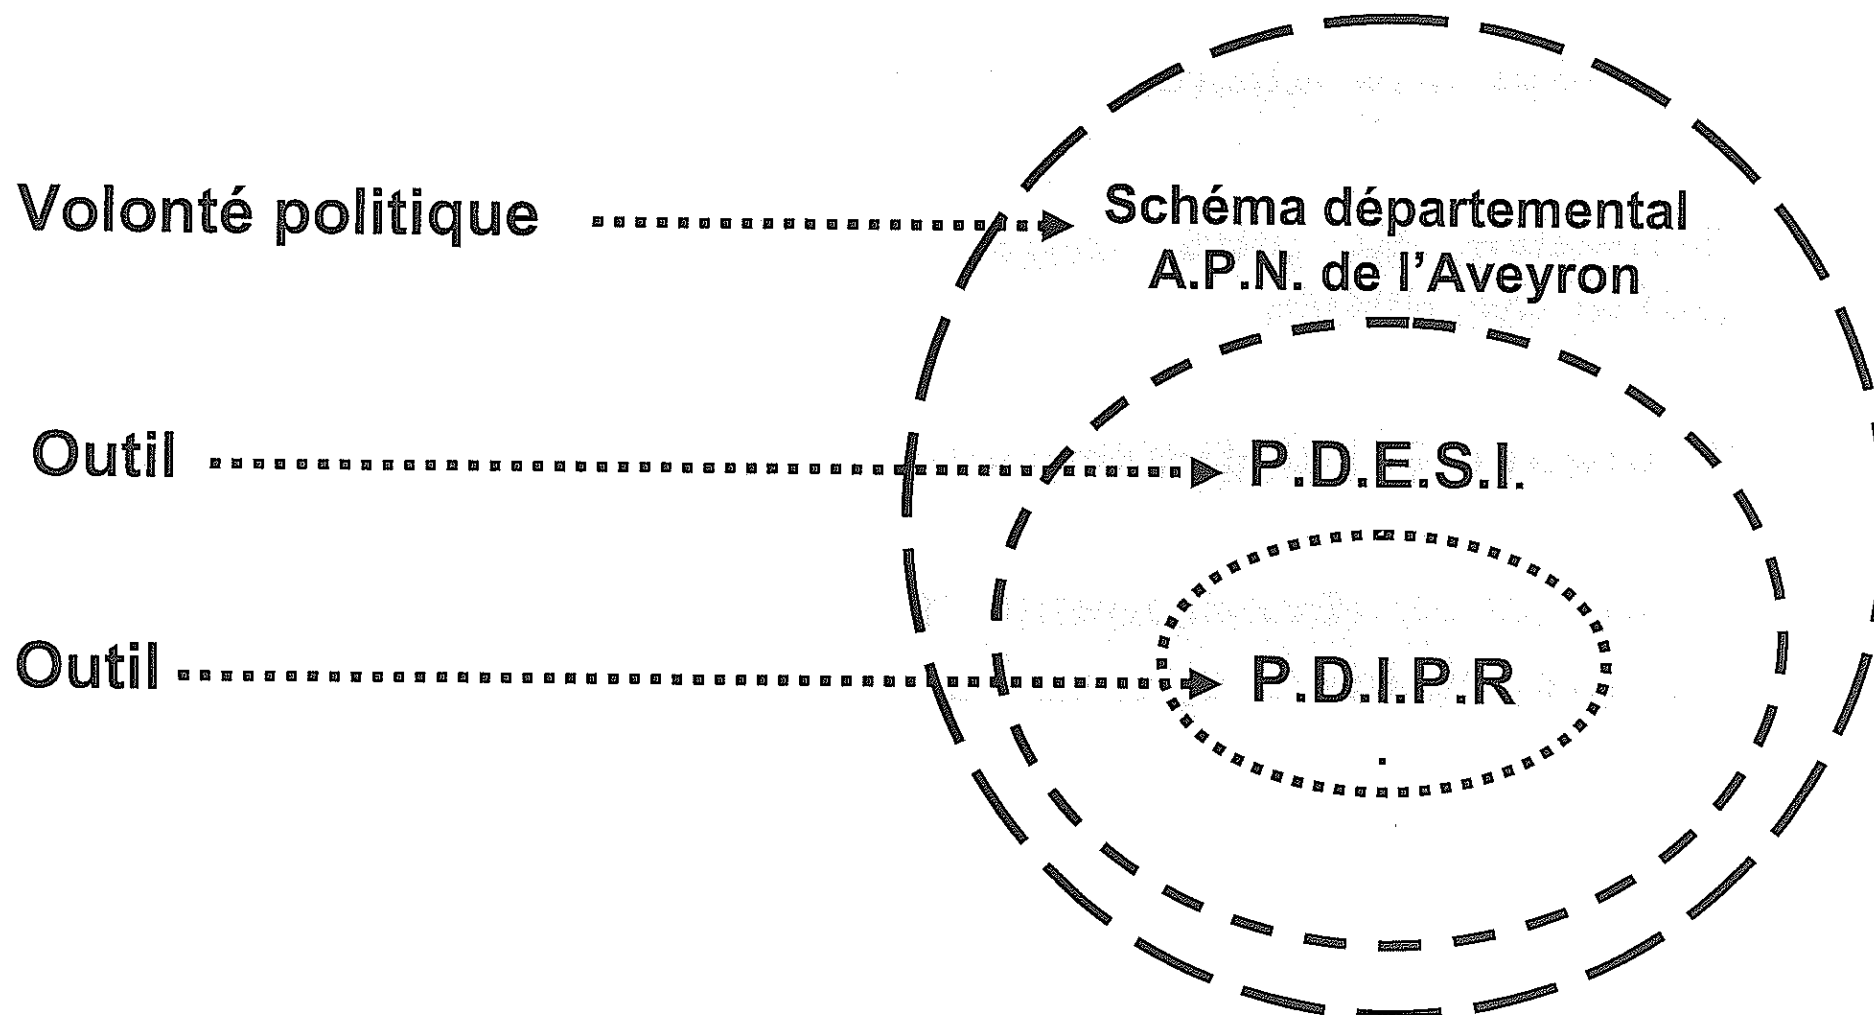 Volonté politique
Schéma départemental
A.P.N. de l'Aveyron
Outil
P.D.E.S.I.
Outil
P.D.I.P.R